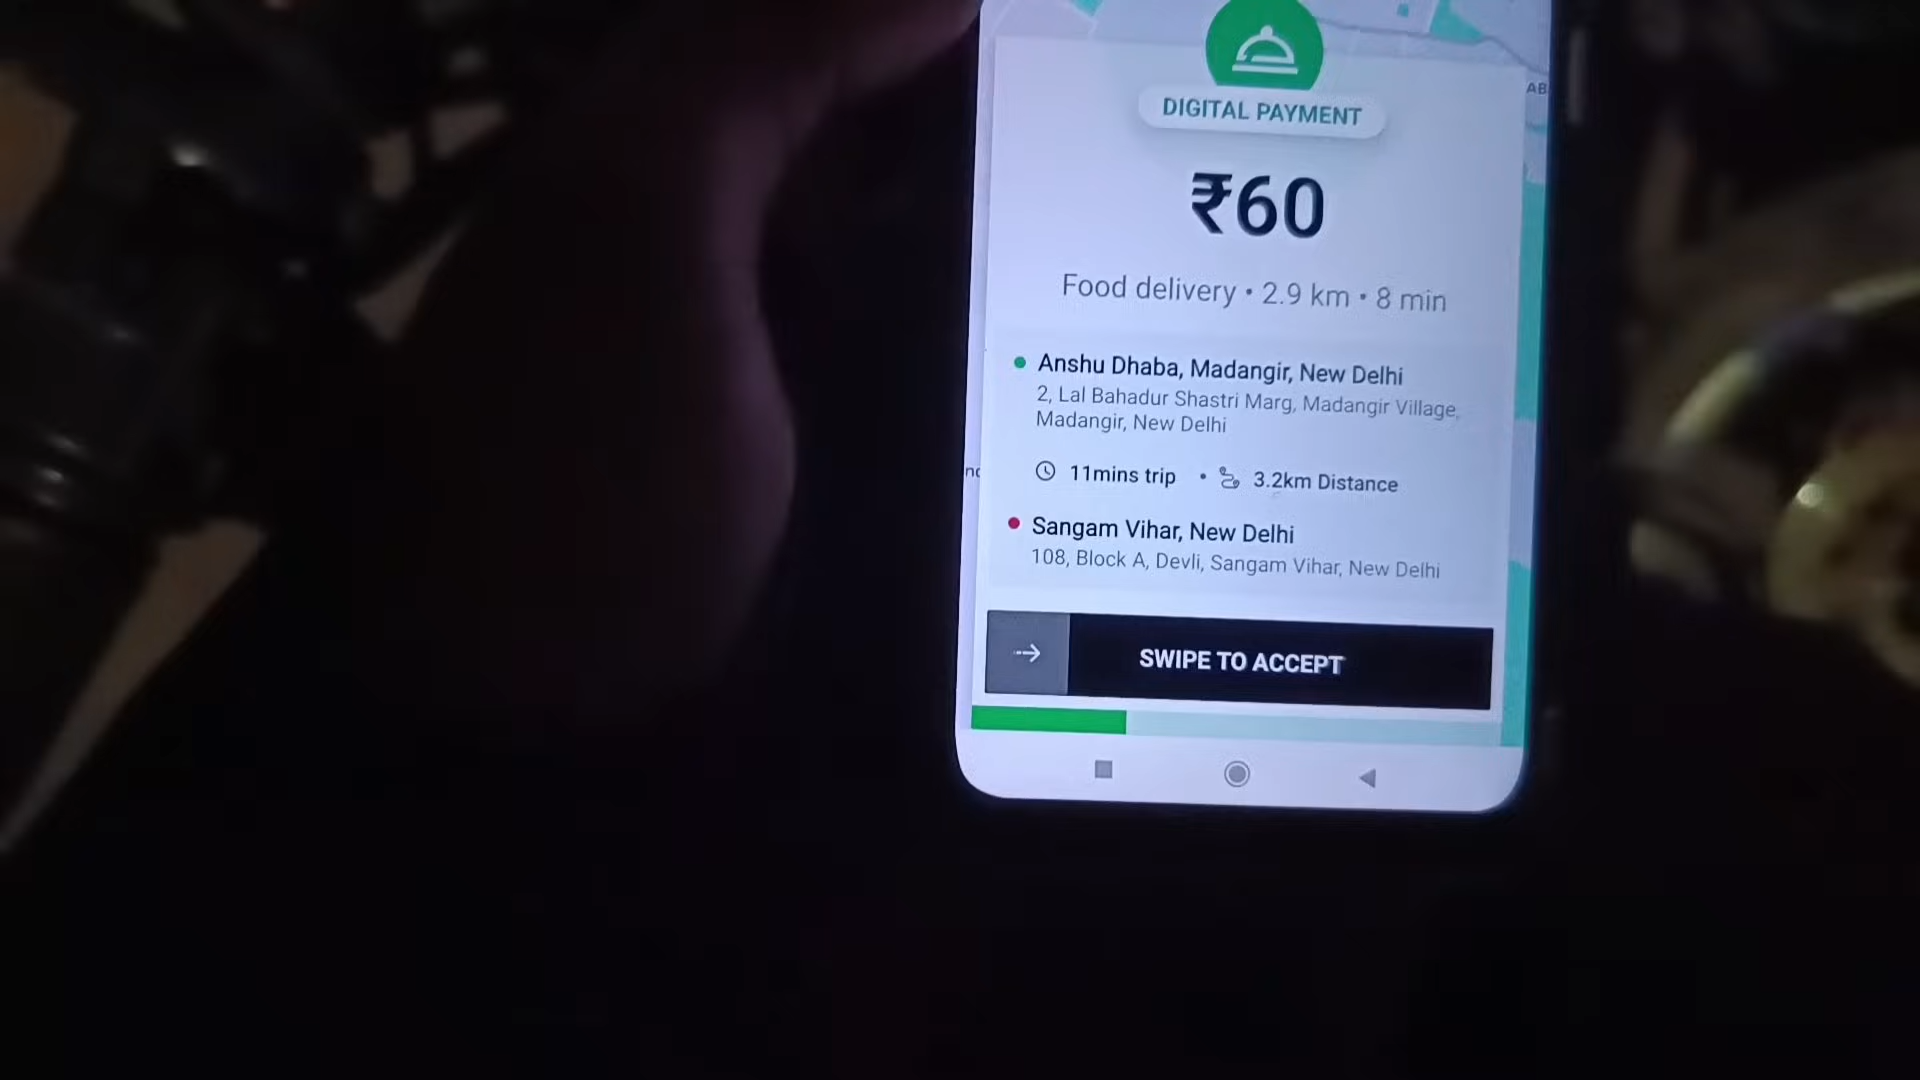 AB
DIGITAL PAYMENT
₹60
Food delivery • 2.9 km • 8 min
Anshu Dhaba, Madangir, New Delhi
2, Lal Bahadur Shastri Marg, Madangir Village,
Madangir, New Delhi
11mins trip • 3.2km Distance
Sangam Vihar, New Delhi
108, Block A, Devli, Sangam Vihar, New Delhi
SWIPE TO ACCEPT